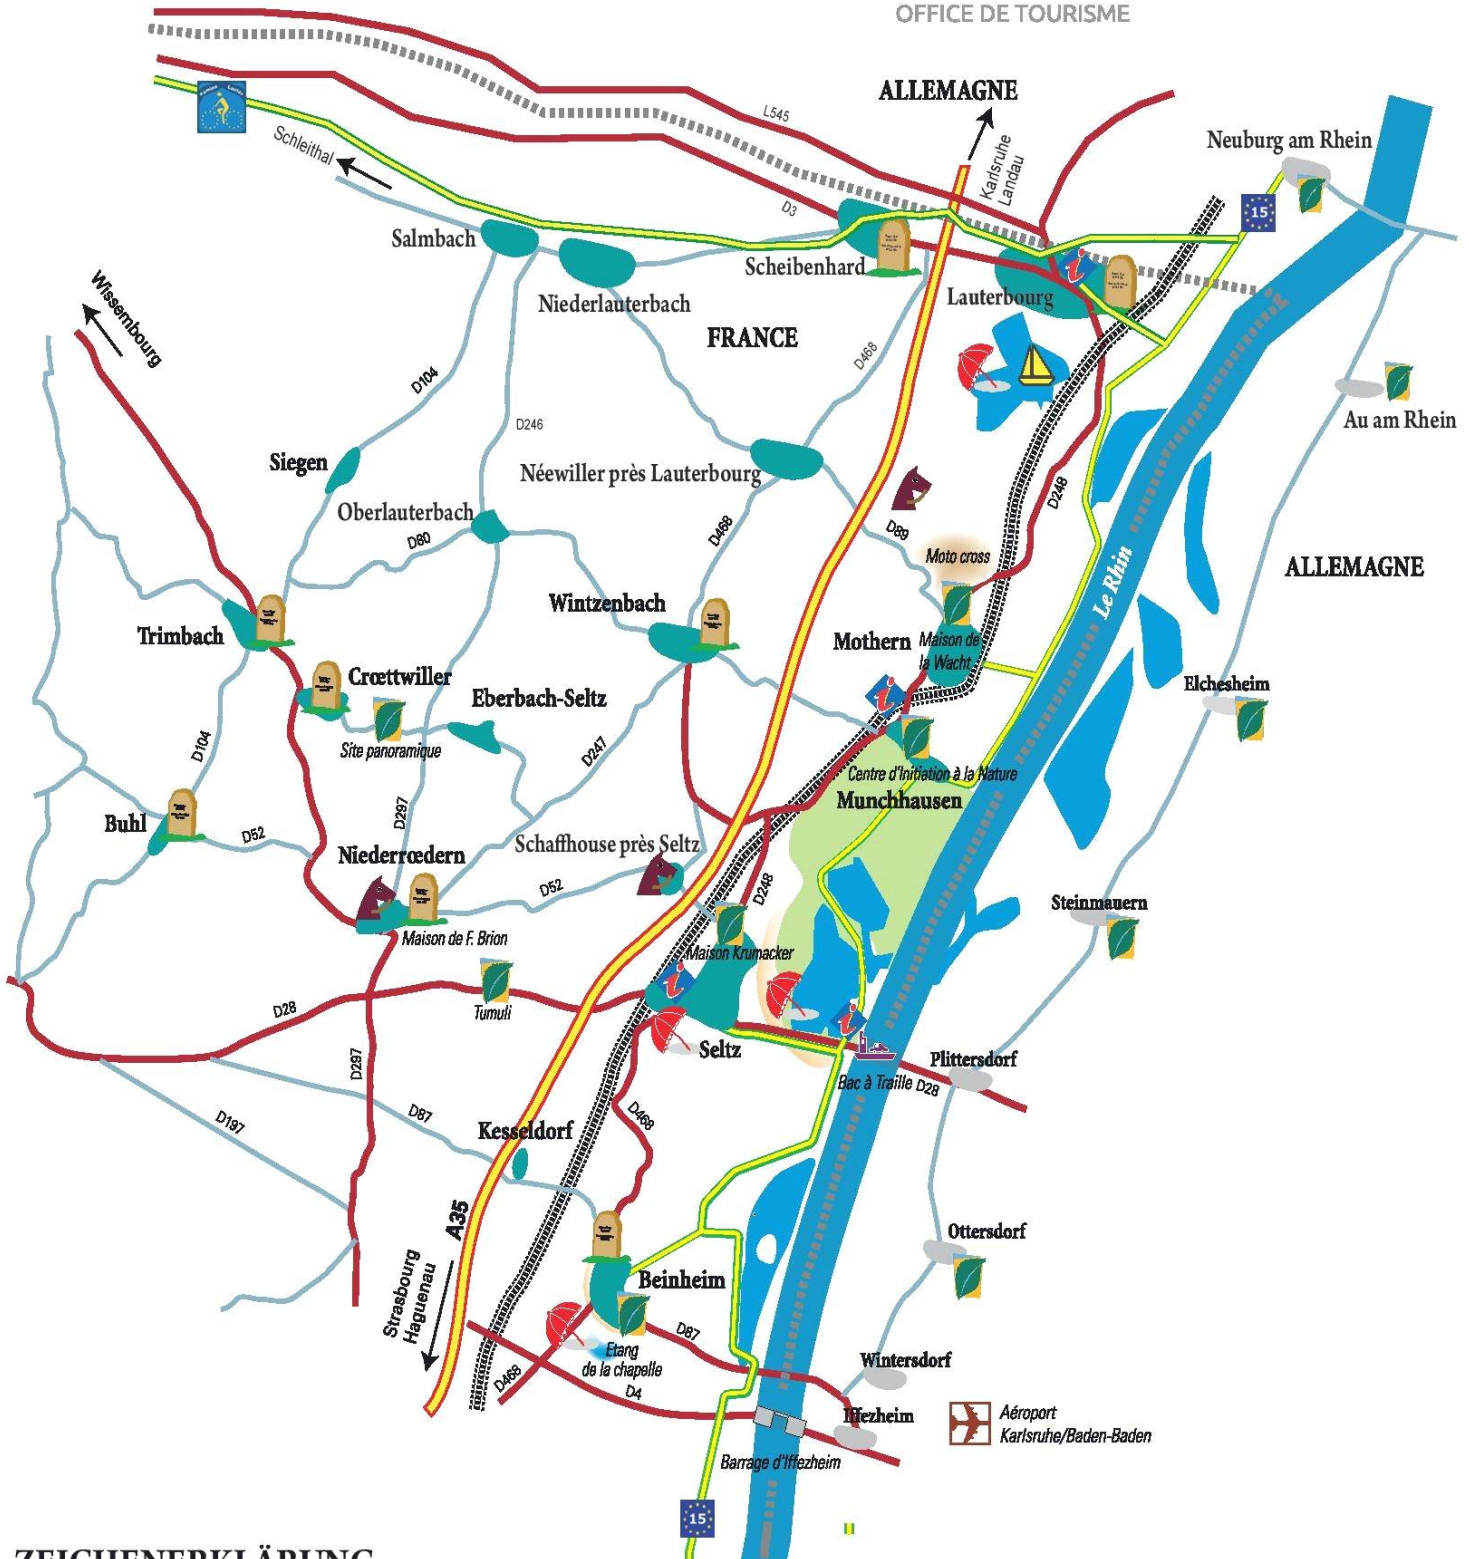 OFFICE DE TOURISME
ALLEMAGNE
L545
Karlsruhe
Landau
Neuburg am Rhein
Schleithal
D3
15
Salmbach
Scheibenhard
Lauterbourg
Niederlauterbach
Wissembourg
FRANCE
D104
D468
Au am Rhein
D246
Siegen
Néewiller près Lauterbourg
D248
Oberlauterbach
D80
D468
D89
Moto cross
ALLEMAGNE
Le Rhin
Wintzenbach
Trimbach
Mothern
Maison de
la Wacht
Crœttwiller
Eberbach-Seltz
Elchesheim
Site panoramique
D104
D247
Centre d'Initiation à la Nature
Munchhausen
D297
Buhl
D52
Schaffhouse près Seltz
Niederrœdern
D52
D248
Steinmauern
Maison de F. Brion
Maison Krumacker
Tumuli
D28
Seltz
Plittersdorf
D297
Bac à Traille
D28
D197
D87
D468
Kesseldorf
A35
Strasbourg
Haguenau
Ottersdorf
Beinheim
D87
Etang
de la chapelle
Wintersdorf
D468
D4
Iffezheim
Aéroport
Karlsruhe/Baden-Baden
Barrage d'Iffezheim
15
ZEICHENERKLÄRUNG